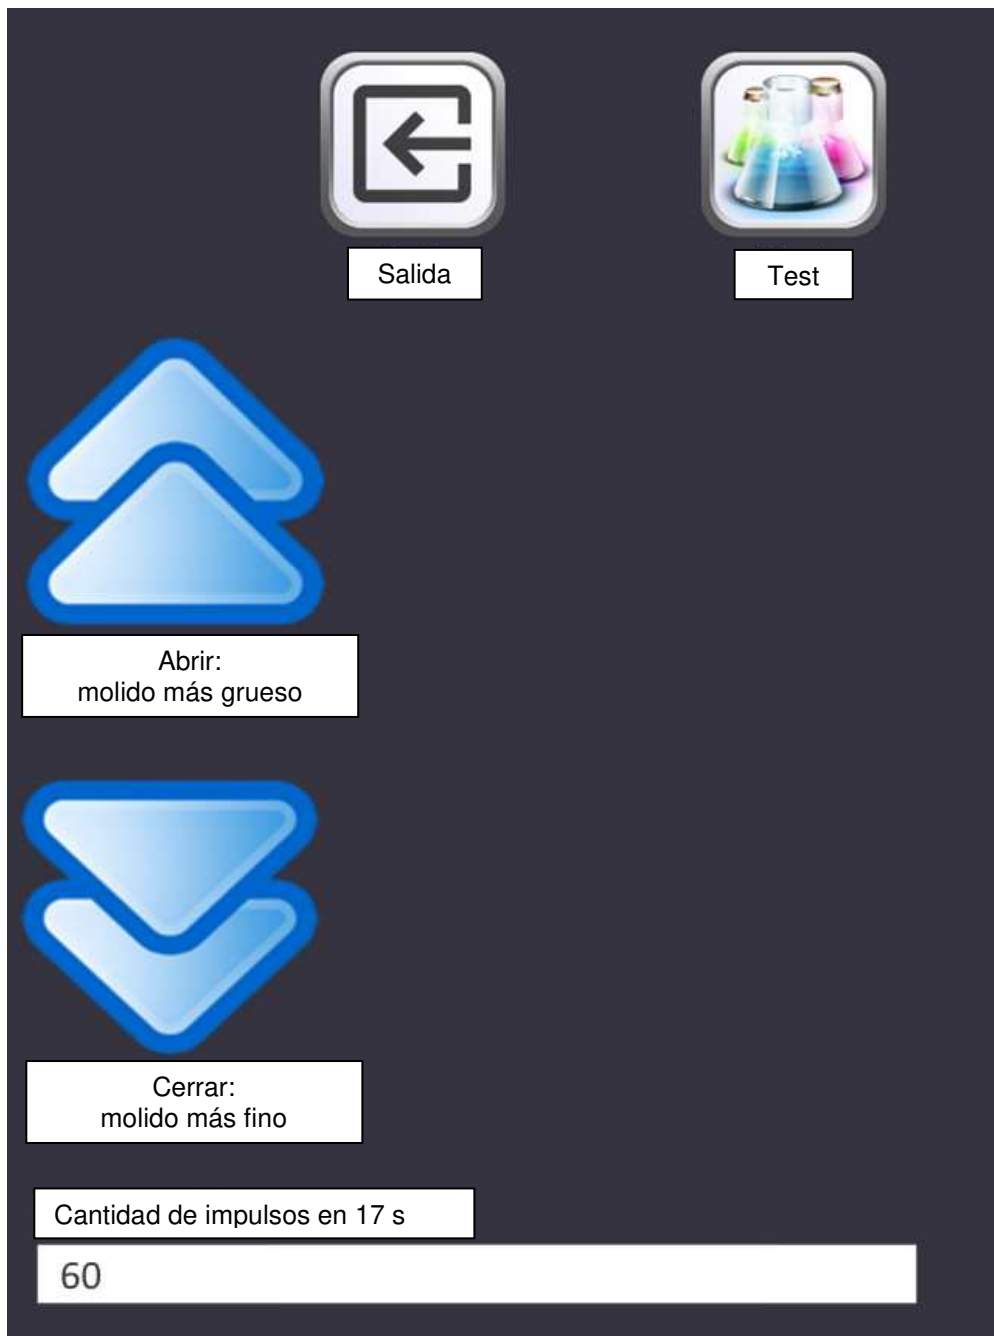 Salida
Test
Abrir:
molido más grueso
Cerrar:
molido más fino
Cantidad de impulsos en 17 s
60